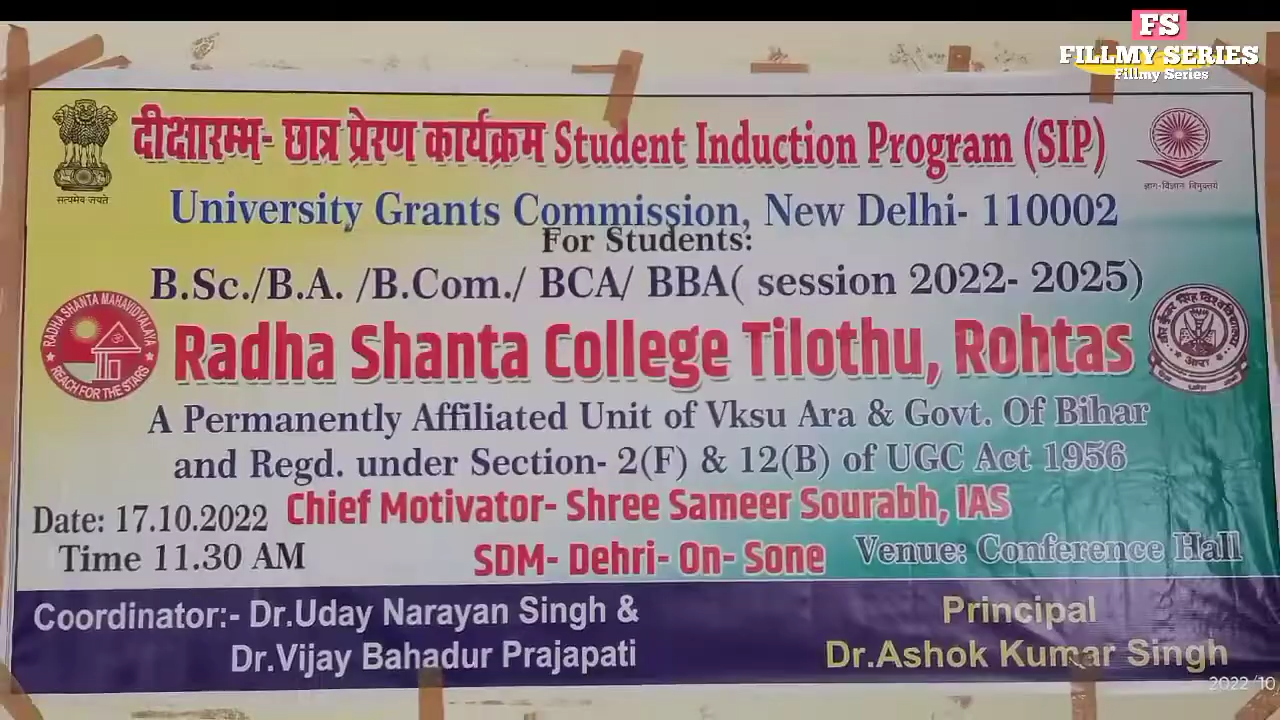 FS
FILLMY SERIES
Fillmy Series
दीक्षारम्भ- छात्र प्रेरण कार्यक्रम Student Induction Program (SIP)
सत्यमेव जयते
ज्ञान-विज्ञान विमुक्तये
University Grants Commission, New Delhi- 110002
For Students:
B.Sc./B.A. /B.Com./ BCA/ BBA( session 2022- 2025)
RADHA SHANTA MAHAVIDYALAYA
REACH FOR THE STARS
Radha Shanta College Tilothu, Rohtas
वीर कुँवर सिंह विश्वविद्यालय
आरा
A Permanently Affiliated Unit of Vksu Ara & Govt. Of Bihar
and Regd. under Section- 2(F) & 12(B) of UGC Act 1956
Date: 17.10.2022 Chief Motivator- Shree Sameer Sourabh, IAS
Time 11.30 AM SDM- Dehri- On- Sone Venue: Conference Hall
Coordinator:- Dr.Uday Narayan Singh & Principal
Dr.Vijay Bahadur Prajapati Dr.Ashok Kumar Singh
2022/10